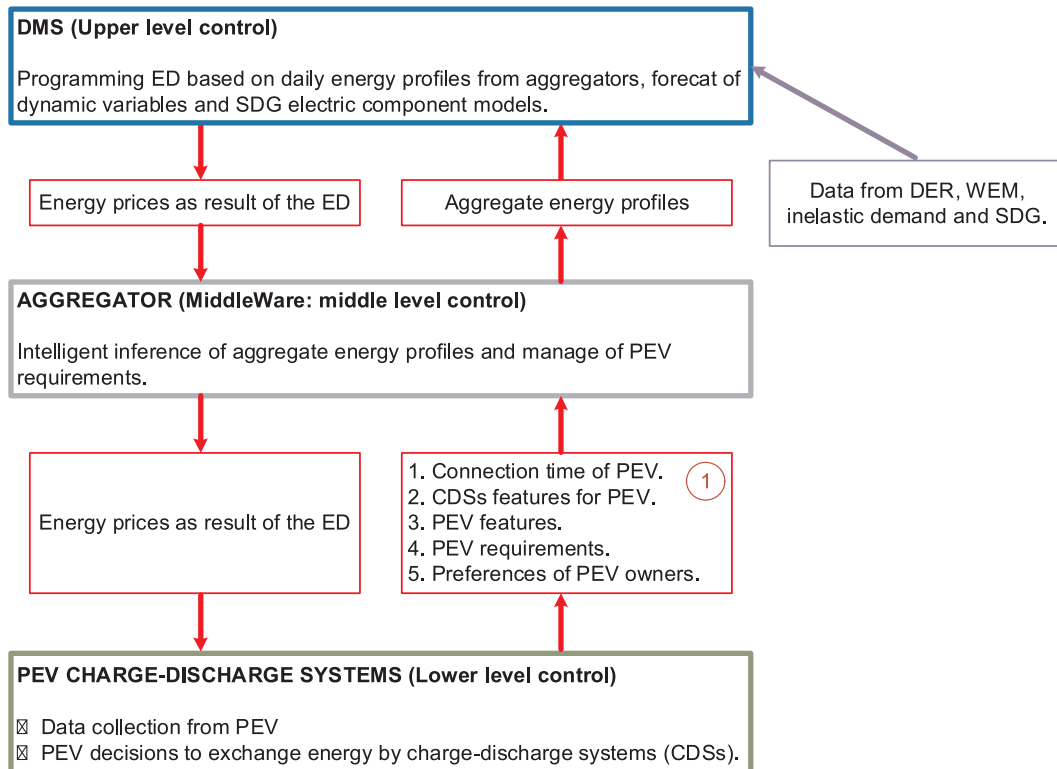 DMS (Upper level control)
Programming ED based on daily energy profiles from aggregators, forecat of
dynamic variables and SDG electric component models.
Energy prices as result of the ED
Aggregate energy profiles
Data from DER, WEM,
inelastic demand and SDG.
AGGREGATOR (MiddleWare: middle level control)
Intelligent inference of aggregate energy profiles and manage of PEV
requirements.
Energy prices as result of the ED
1. Connection time of PEV.
2. CDSs features for PEV.
3. PEV features.
4. PEV requirements.
5. Preferences of PEV owners.
1
PEV CHARGE-DISCHARGE SYSTEMS (Lower level control)
Data collection from PEV
PEV decisions to exchange energy by charge-discharge systems (CDSs).